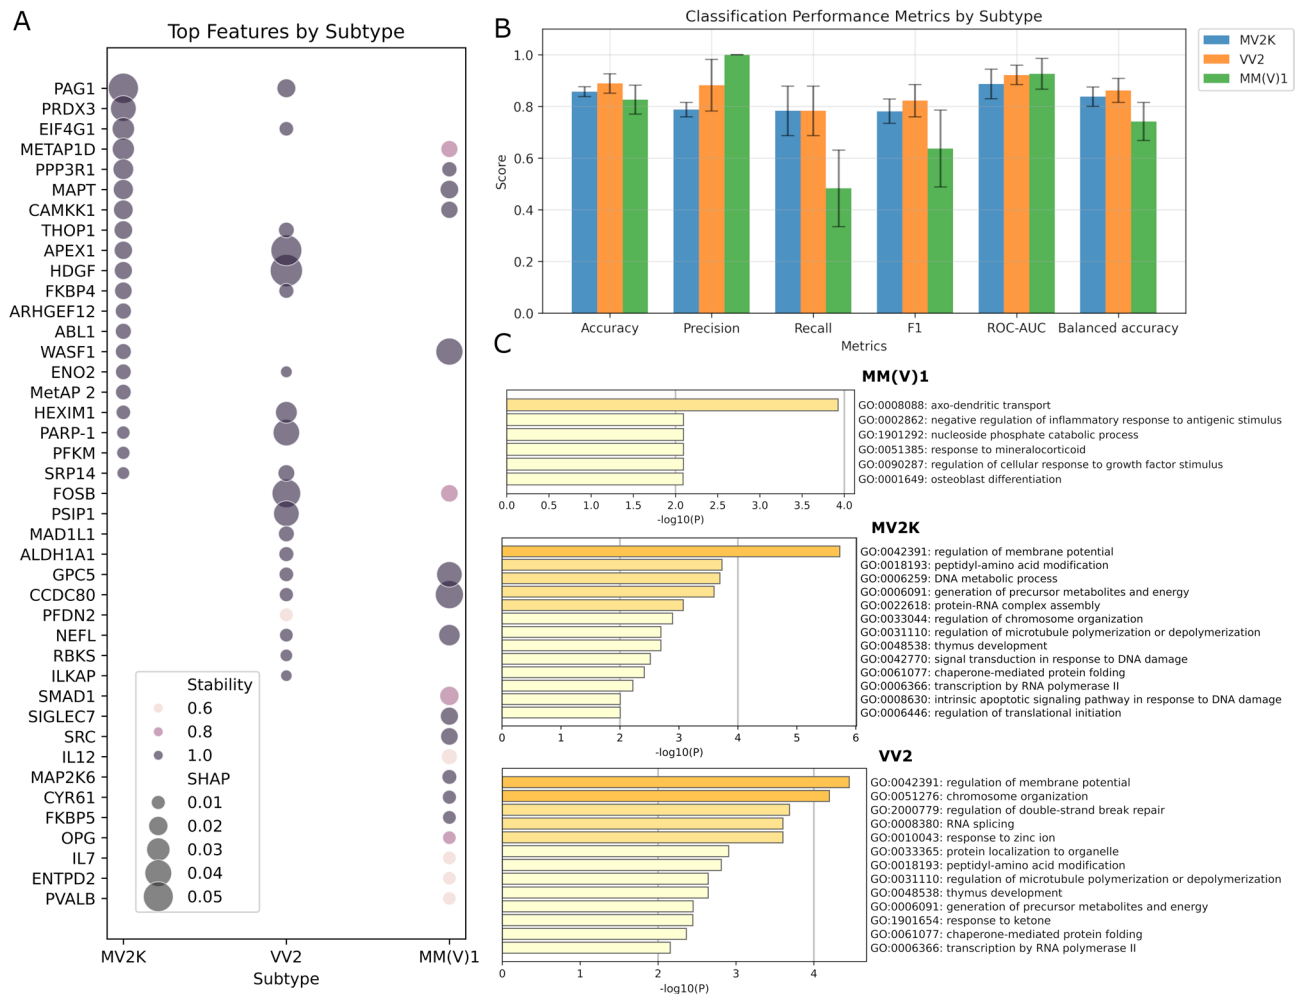 A
Top Features by Subtype
PAG1
PRDX3
EIF4G1
METAP1D
PPP3R1
MAPT
CAMKK1
THOP1
APEX1
HDGF
FKBP4
ARHGEF12
ABL1
WASF1
ENO2
MetAP 2
HEXIM1
PARP-1
PFKM
SRP14
FOSB
PSIP1
MAD1L1
ALDH1A1
GPC5
CCDC80
PFDN2
NEFL
RBKS
ILKAP
SMAD1
SIGLEC7
SRC
IL12
MAP2K6
CYR61
FKBP5
OPG
IL7
ENTPD2
PVALB
Stability
0.6
0.8
1.0
SHAP
0.01
0.02
0.03
0.04
0.05
MV2K VV2 MM(V)1
Subtype
B
Classification Performance Metrics by Subtype
1.0
0.8
0.6
0.4
0.2
0.0
Score
Accuracy Precision Recall F1 ROC-AUC Balanced accuracy
Metrics
MV2K
VV2
MM(V)1
C
MM(V)1
GO:0008088: axo-dendritic transport
GO:0002862: negative regulation of inflammatory response to antigenic stimulus
GO:1901292: nucleoside phosphate catabolic process
GO:0051385: response to mineralocorticoid
GO:0090287: regulation of cellular response to growth factor stimulus
GO:0001649: osteoblast differentiation
0.0 0.5 1.0 1.5 2.0 2.5 3.0 3.5 4.0
-log10(P)
MV2K
GO:0042391: regulation of membrane potential
GO:0018193: peptidyl-amino acid modification
GO:0006259: DNA metabolic process
GO:0006091: generation of precursor metabolites and energy
GO:0022618: protein-RNA complex assembly
GO:0033044: regulation of chromosome organization
GO:0031110: regulation of microtubule polymerization or depolymerization
GO:0048538: thymus development
GO:0042770: signal transduction in response to DNA damage
GO:0061077: chaperone-mediated protein folding
GO:0006366: transcription by RNA polymerase II
GO:0008630: intrinsic apoptotic signaling pathway in response to DNA damage
GO:0006446: regulation of translational initiation
0 1 2 3 4 5 6
-log10(P)
VV2
GO:0042391: regulation of membrane potential
GO:0051276: chromosome organization
GO:2000779: regulation of double-strand break repair
GO:0008380: RNA splicing
GO:0010043: response to zinc ion
GO:0033365: protein localization to organelle
GO:0018193: peptidyl-amino acid modification
GO:0031110: regulation of microtubule polymerization or depolymerization
GO:0048538: thymus development
GO:0006091: generation of precursor metabolites and energy
GO:1901654: response to ketone
GO:0061077: chaperone-mediated protein folding
GO:0006366: transcription by RNA polymerase II
0 1 2 3 4
-log10(P)